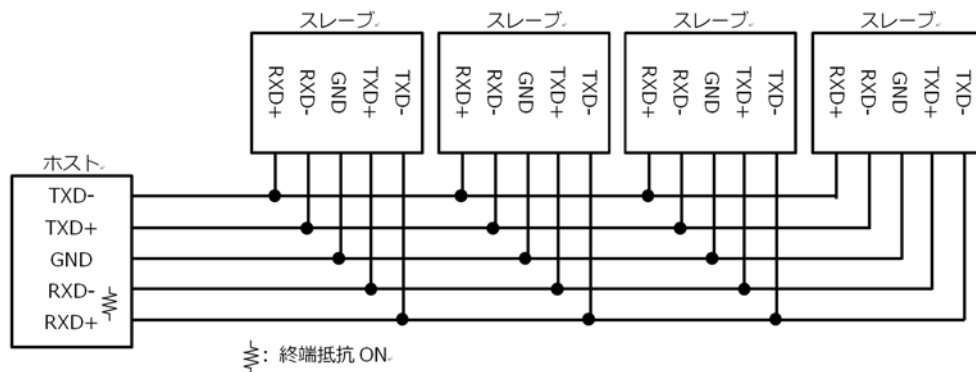 スレーブ
スレーブ
スレーブ
スレーブ
RXD+ RXD- GND TXD+ TXD-
RXD+ RXD- GND TXD+ TXD-
RXD+ RXD- GND TXD+ TXD-
RXD+ RXD- GND TXD+ TXD-
ホスト
TXD-
TXD+
GND
RXD-
RXD+
: 終端抵抗 ON